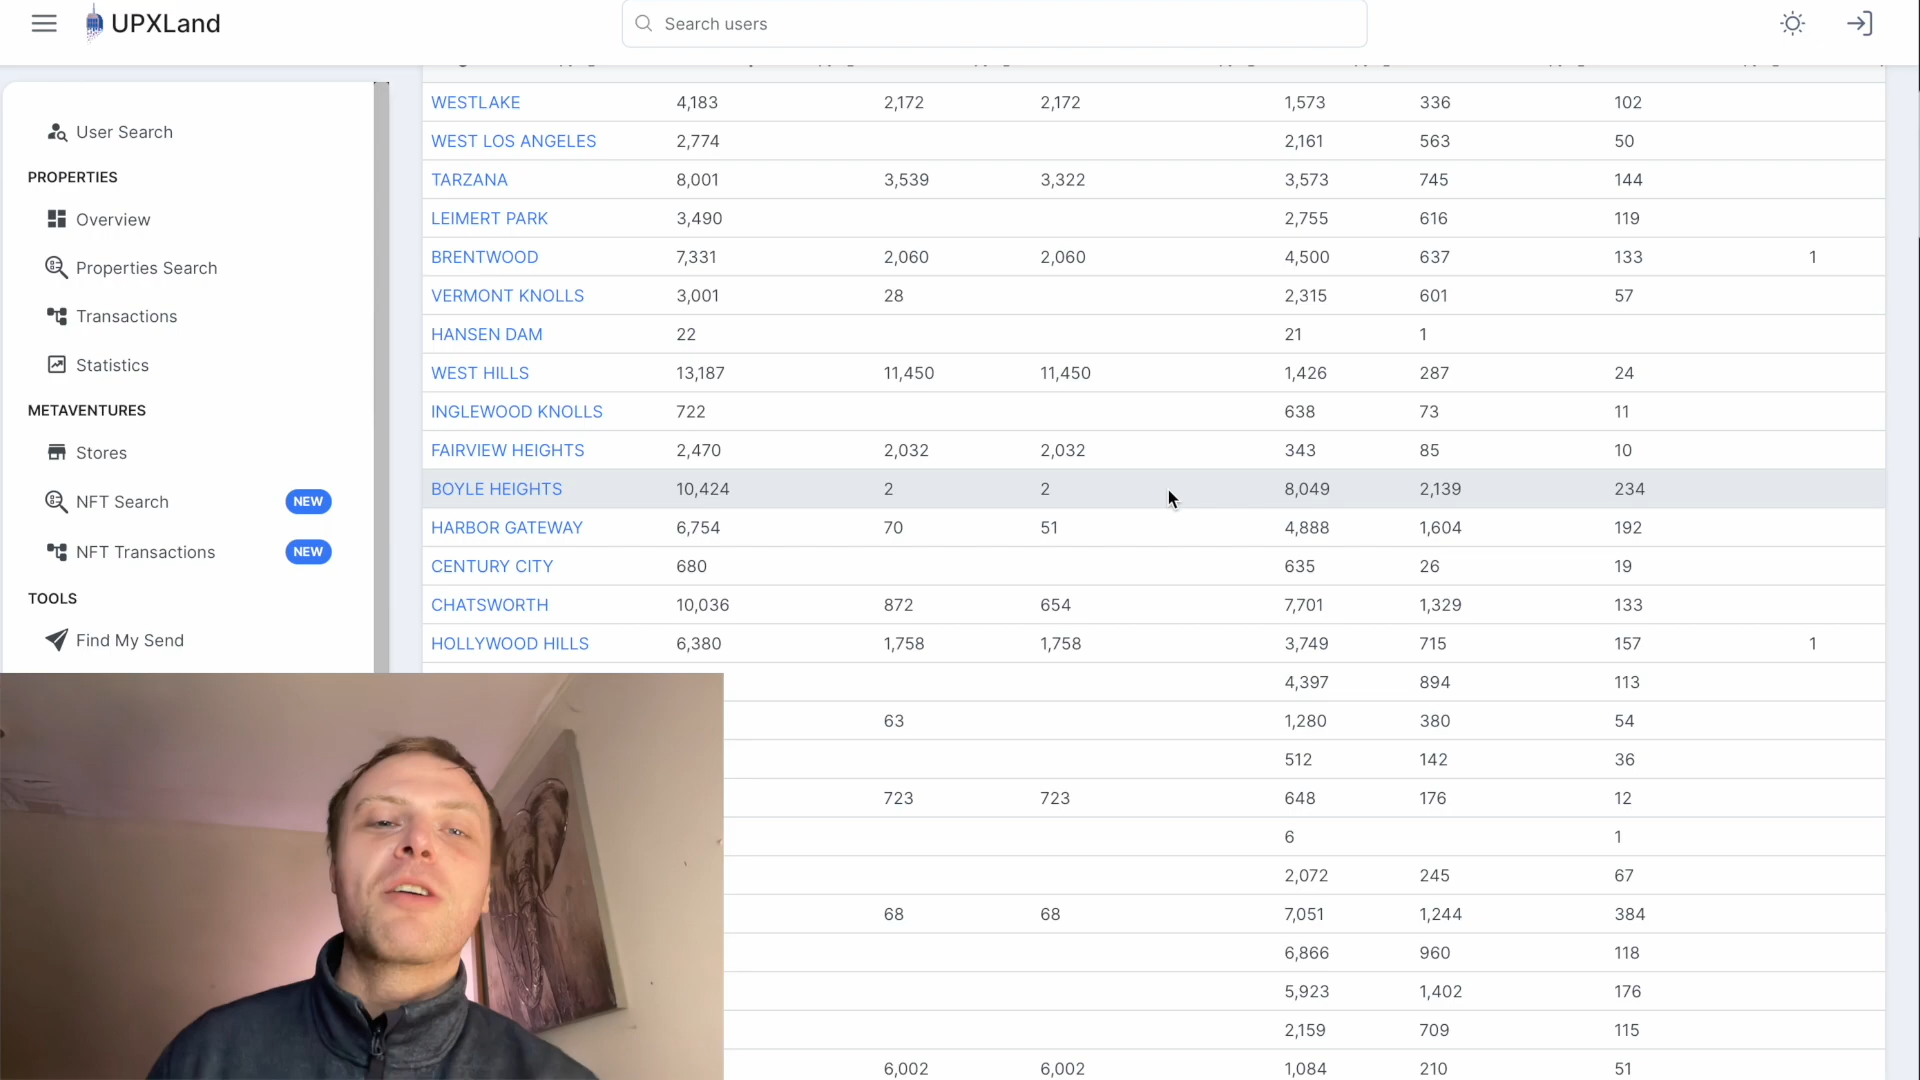 UPXLand
Search users
User Search
PROPERTIES
Overview
Properties Search
Transactions
Statistics
METAVENTURES
Stores
NFT Search NEW
NFT Transactions NEW
TOOLS
Find My Send
WESTLAKE 4,183 2,172 2,172 1,573 336 102
WEST LOS ANGELES 2,774 2,161 563 50
TARZANA 8,001 3,539 3,322 3,573 745 144
LEIMERT PARK 3,490 2,755 616 119
BRENTWOOD 7,331 2,060 2,060 4,500 637 133 1
VERMONT KNOLLS 3,001 28 2,315 601 57
HANSEN DAM 22 21 1
WEST HILLS 13,187 11,450 11,450 1,426 287 24
INGLEWOOD KNOLLS 722 638 73 11
FAIRVIEW HEIGHTS 2,470 2,032 2,032 343 85 10
BOYLE HEIGHTS 10,424 2 2 8,049 2,139 234
HARBOR GATEWAY 6,754 70 51 4,888 1,604 192
CENTURY CITY 680 635 26 19
CHATSWORTH 10,036 872 654 7,701 1,329 133
HOLLYWOOD HILLS 6,380 1,758 1,758 3,749 715 157 1
4,397 894 113
63 1,280 380 54
512 142 36
723 723 648 176 12
6 1
2,072 245 67
68 68 7,051 1,244 384
6,866 960 118
5,923 1,402 176
2,159 709 115
6,002 6,002 1,084 210 51